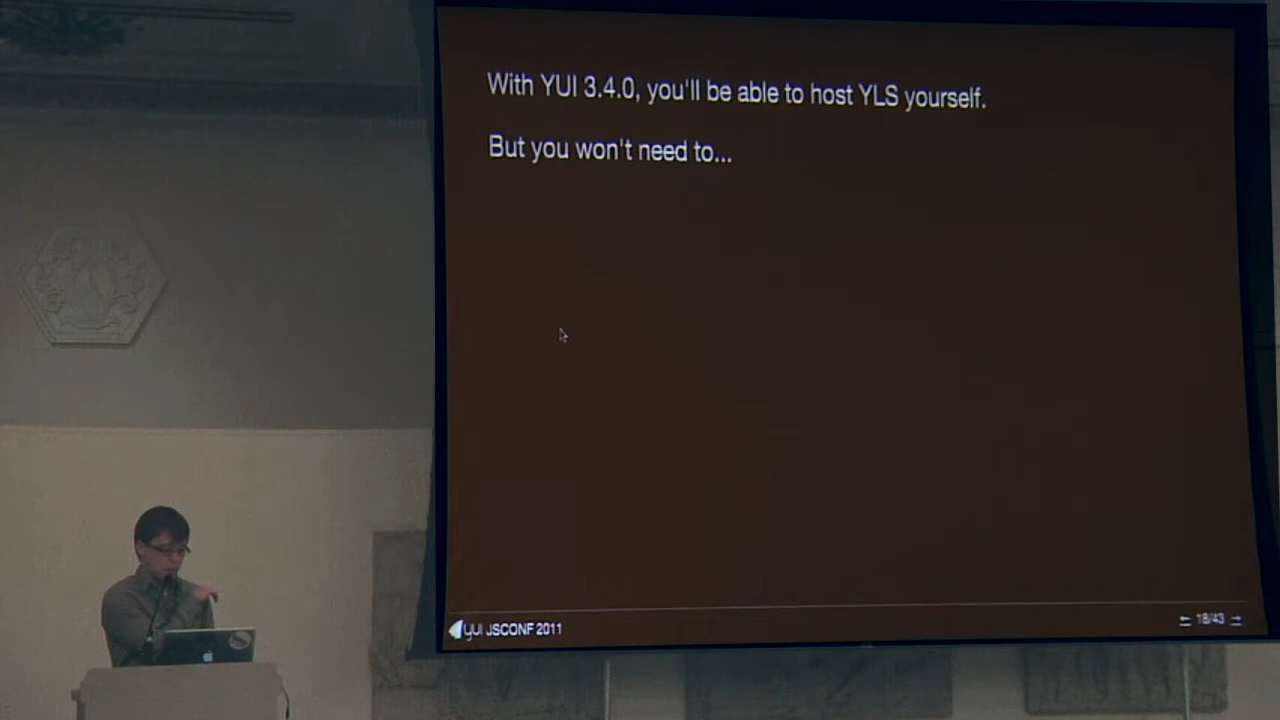 With YUI 3.4.0, you'll be able to host YLS yourself.
But you won't need to...
YUI JSCONF 2011
18/43